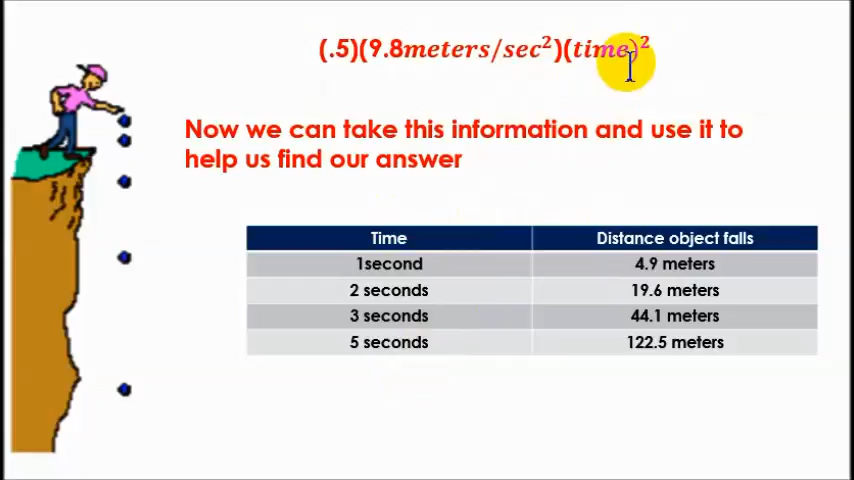 (.5)(9.8meters/sec²)(time)²
Now we can take this information and use it to
help us find our answer
Time Distance object falls
1second 4.9 meters
2 seconds 19.6 meters
3 seconds 44.1 meters
5 seconds 122.5 meters